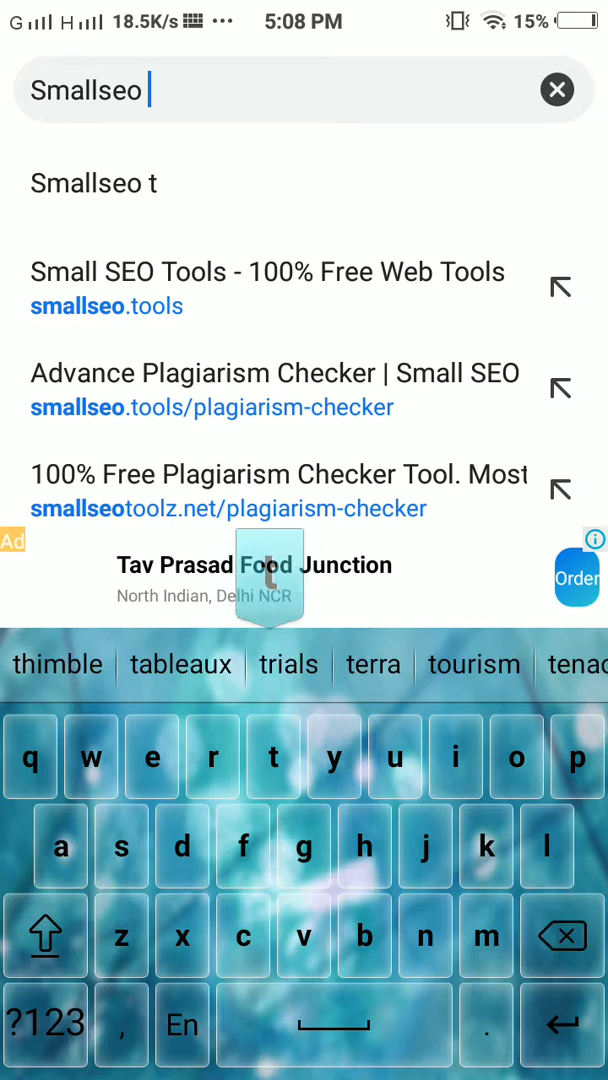 G H 18.5K/s ... 5:08 PM 15%
Smallseo
Smallseo t
Small SEO Tools - 100% Free Web Tools
smallseo.tools
Advance Plagiarism Checker | Small SEO
smallseo.tools/plagiarism-checker
100% Free Plagiarism Checker Tool. Most
smallseotoolz.net/plagiarism-checker
Ad
Tav Prasad Food Junction
North Indian, Delhi NCR
Order
t
thimble tableaux trials terra tourism tenac
q w e r t y u i o p
a s d f g h j k l
z x c v b n m
?123 , En .